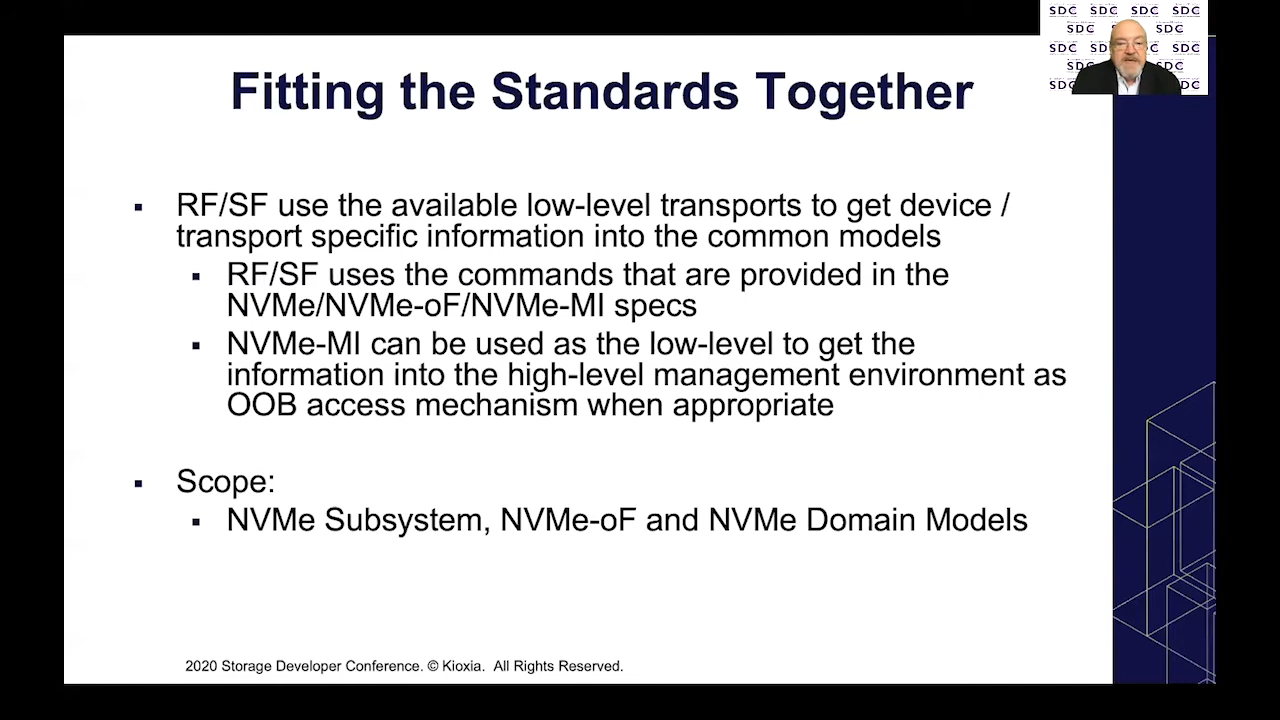 SDC SDC SDC SDC
SDC SDC
SDC SDC SDC
Fitting the Standards Together
RF/SF use the available low-level transports to get device /
transport specific information into the common models
RF/SF uses the commands that are provided in the
NVMe/NVMe-oF/NVMe-MI specs
NVMe-MI can be used as the low-level to get the
information into the high-level management environment as
OOB access mechanism when appropriate
Scope:
NVMe Subsystem, NVMe-oF and NVMe Domain Models
2020 Storage Developer Conference. © Kioxia. All Rights Reserved.